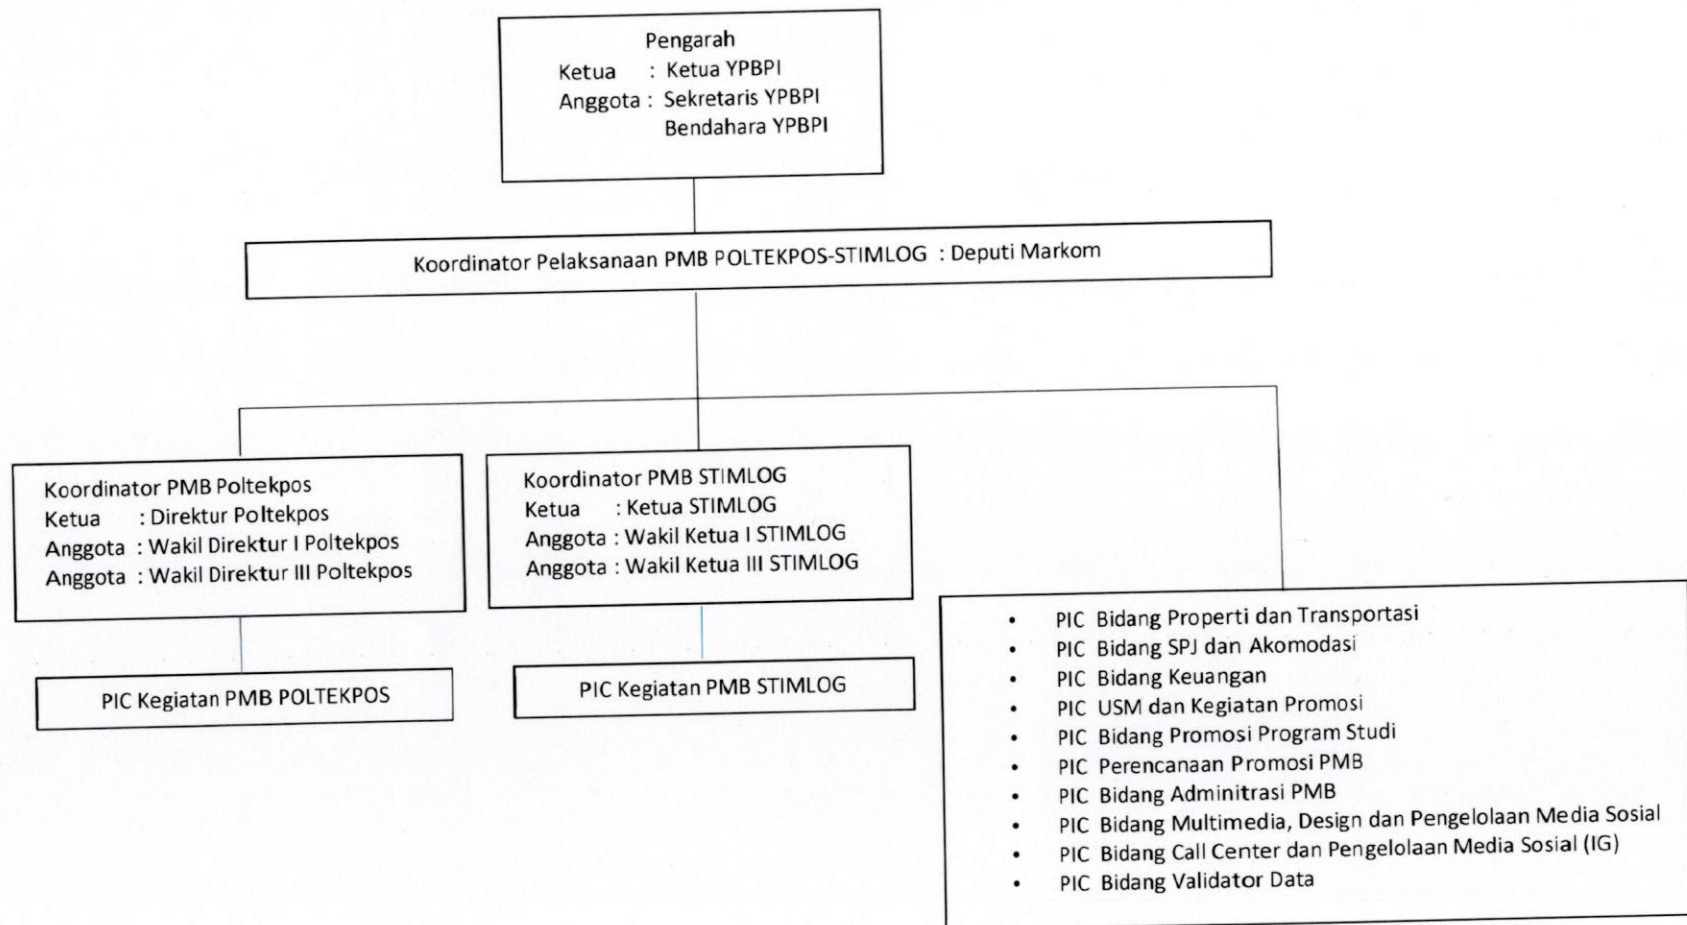 Pengarah
Ketua : Ketua YPBPI
Anggota : Sekretaris YPBPI
Bendahara YPBPI
Koordinator Pelaksanaan PMB POLTEKPOS-STIMLOG : Deputi Markom
Koordinator PMB Poltekpos
Ketua : Direktur Poltekpos
Anggota : Wakil Direktur I Poltekpos
Anggota : Wakil Direktur III Poltekpos
PIC Kegiatan PMB POLTEKPOS
Koordinator PMB STIMLOG
Ketua : Ketua STIMLOG
Anggota : Wakil Ketua I STIMLOG
Anggota : Wakil Ketua III STIMLOG
PIC Kegiatan PMB STIMLOG
• PIC Bidang Properti dan Transportasi
• PIC Bidang SPJ dan Akomodasi
• PIC Bidang Keuangan
• PIC USM dan Kegiatan Promosi
• PIC Bidang Promosi Program Studi
• PIC Perencanaan Promosi PMB
• PIC Bidang Adminitrasi PMB
• PIC Bidang Multimedia, Design dan Pengelolaan Media Sosial
• PIC Bidang Call Center dan Pengelolaan Media Sosial (IG)
• PIC Bidang Validator Data